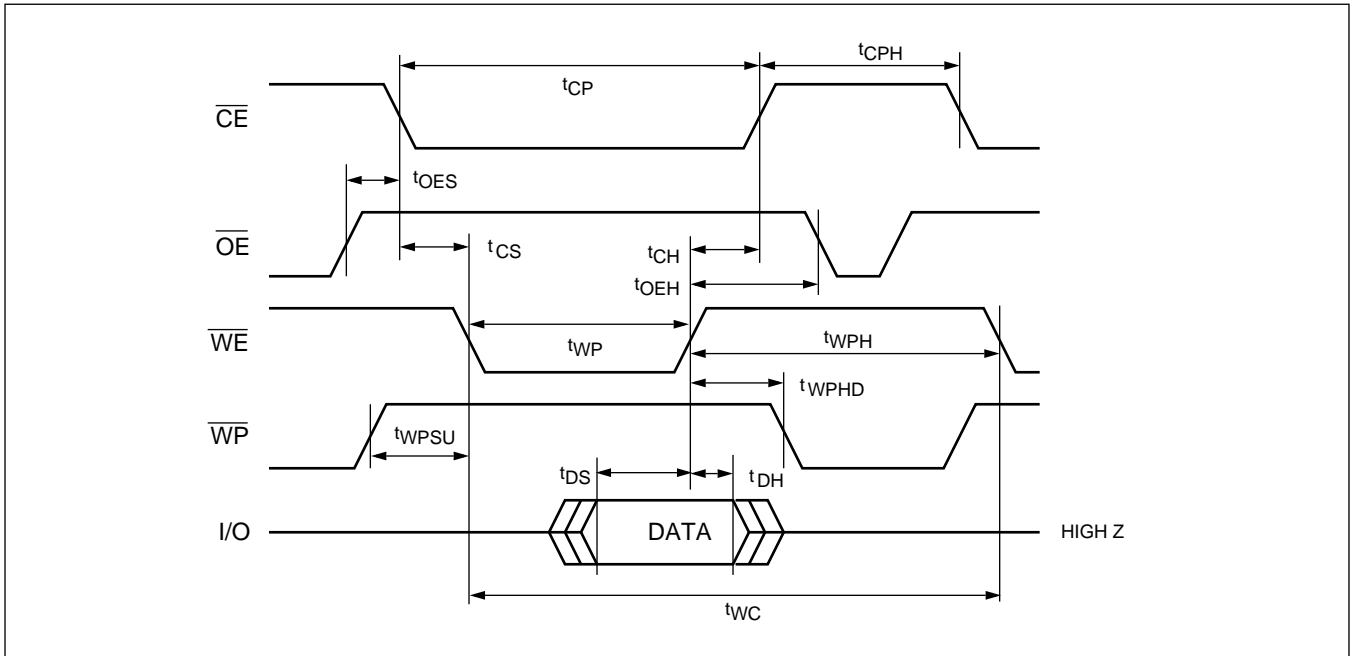 tCPH
tCP
CE
tOES
OE
tCS
tCH
tOEH
WE
tWP
tWPH
tWPHD
WP
tWPSU
tDS
tDH
I/O
DATA
HIGH Z
tWC